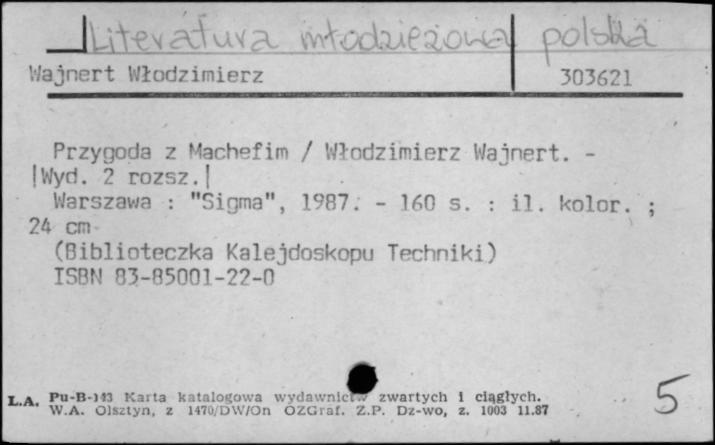 Literatura młodzieżowa polska
Wajnert Włodzimierz 303621
Przygoda z Machefim / Włodzimierz Wajnert. -
|Wyd. 2 rozsz.|
Warszawa : "Sigma", 1987. - 160 s. : il. kolor. ;
24 cm
(Biblioteczka Kalejdoskopu Techniki)
ISBN 83-85001-22-0
L.A. Pu-B-143 Karta katalogowa wydawnictw zwartych i ciągłych.
W.A. Olsztyn, z 1470/DW/On OZGraf. Z.P. Dz-wo, z. 1003 11.87
5